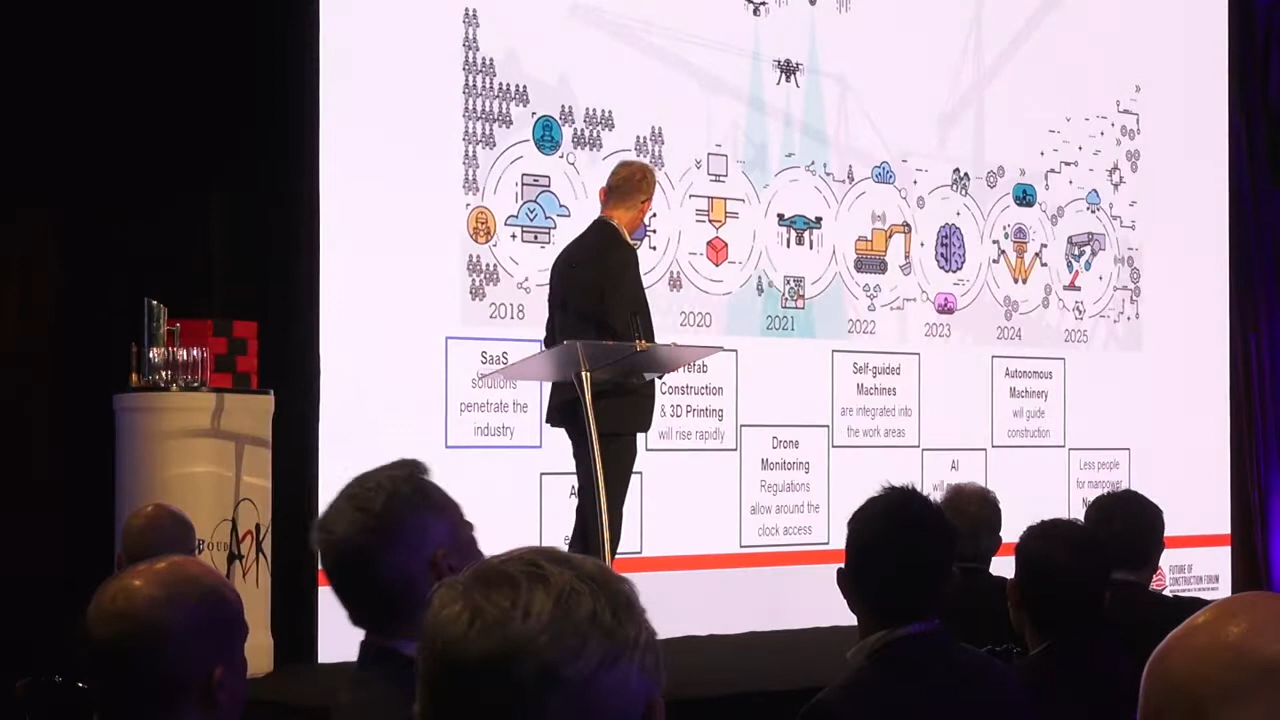 2018
2020
2021
2022
2023
2024
2025
SaaS
solutions
penetrate the
industry
Construction
& 3D Printing
will rise rapidly
Drone
Monitoring
Regulations
allow around the
clock access
Self-guided
Machines
are integrated into
the work areas
AI
will
Autonomous
Machinery
will guide
construction
Less people
for manpower
A2K
FUTURE OF
CONSTRUCTION FORUM